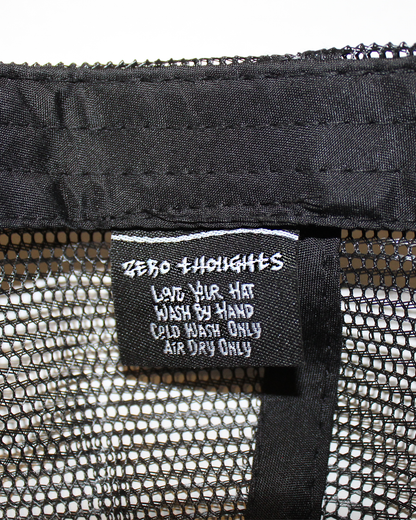 ZERO THOUGHTS
LOVE YOUR HAT
WASH BY HAND
COLD WASH ONLY
AIR DRY ONLY